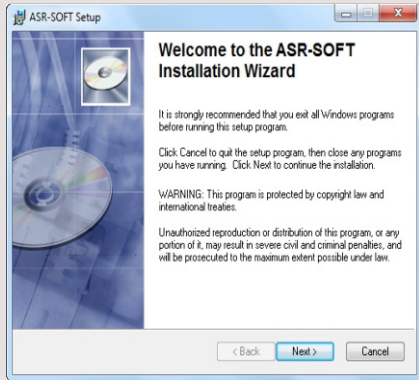 ASR-SOFT Setup
Welcome to the ASR-SOFT
Installation Wizard
It is strongly recommended that you exit all Windows programs
before running this setup program.
Click Cancel to quit the setup program, then close any programs
you have running. Click Next to continue the installation.
WARNING: This program is protected by copyright law and
international treaties.
Unauthorized reproduction or distribution of this program, or any
portion of it, may result in severe civil and criminal penalties, and
will be prosecuted to the maximum extent possible under law.
< Back Next > Cancel